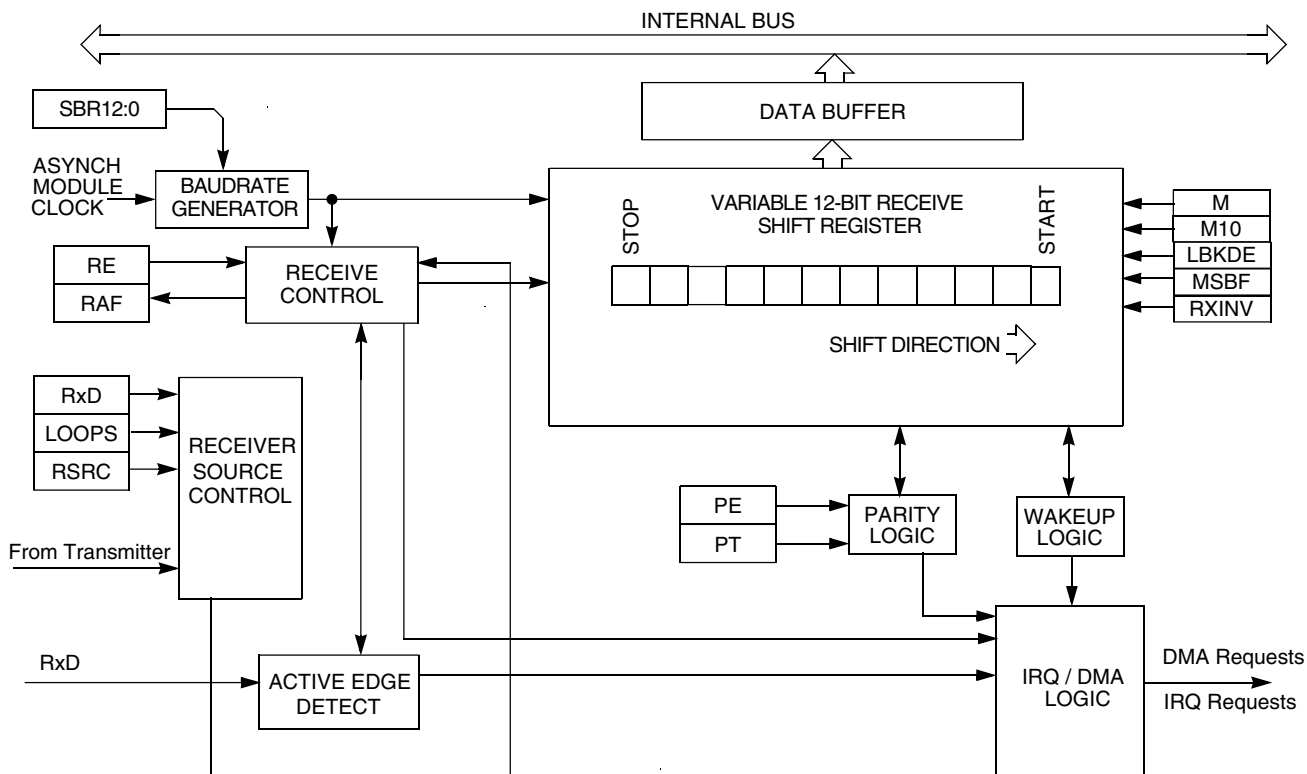 INTERNAL BUS
SBR12:0
DATA BUFFER
ASYNCH
MODULE
CLOCK
BAUDRATE
GENERATOR
VARIABLE 12-BIT RECEIVE
SHIFT REGISTER
STOP
START
M
M10
LBKDE
MSBF
RXINV
RE
RAF
RECEIVE
CONTROL
SHIFT DIRECTION
RxD
LOOPS
RSRC
RECEIVER
SOURCE
CONTROL
From Transmitter
PE
PT
PARITY
LOGIC
WAKEUP
LOGIC
RxD
ACTIVE EDGE
DETECT
IRQ / DMA
LOGIC
DMA Requests
IRQ Requests